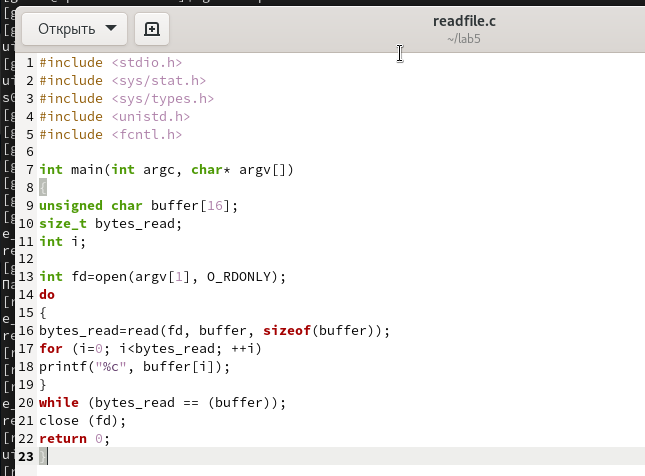 Открыть
readfile.c
~/lab5
1 #include <stdio.h>
2 #include <sys/stat.h>
3 #include <sys/types.h>
4 #include <unistd.h>
5 #include <fcntl.h>
6
7 int main(int argc, char* argv[])
8 {
9 unsigned char buffer[16];
10 size_t bytes_read;
11 int i;
12
13 int fd=open(argv[1], O_RDONLY);
14 do
15 {
16 bytes_read=read(fd, buffer, sizeof(buffer));
17 for (i=0; i<bytes_read; ++i)
18 printf("%c", buffer[i]);
19 }
20 while (bytes_read == (buffer));
21 close (fd);
22 return 0;
23 }